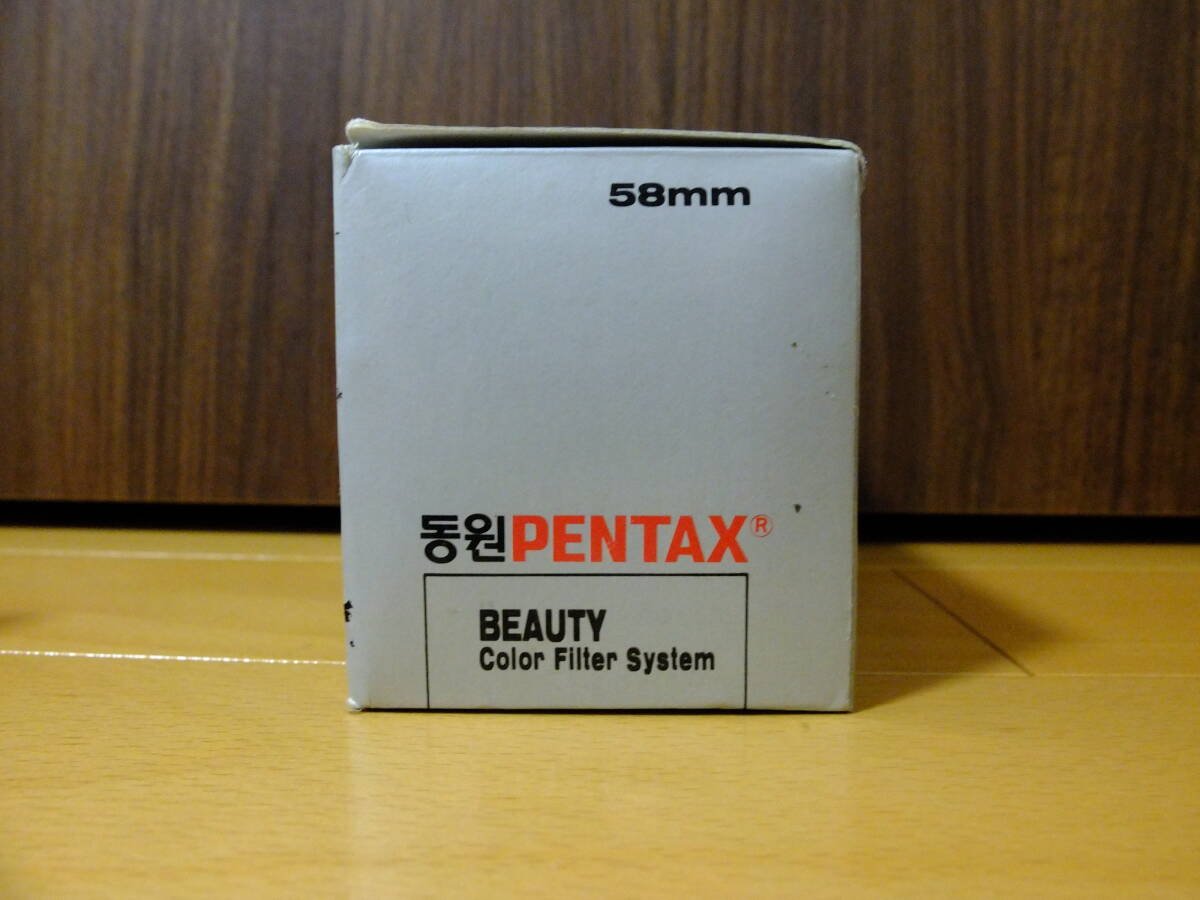 58mm
동원PENTAX®
BEAUTY
Color Filter System